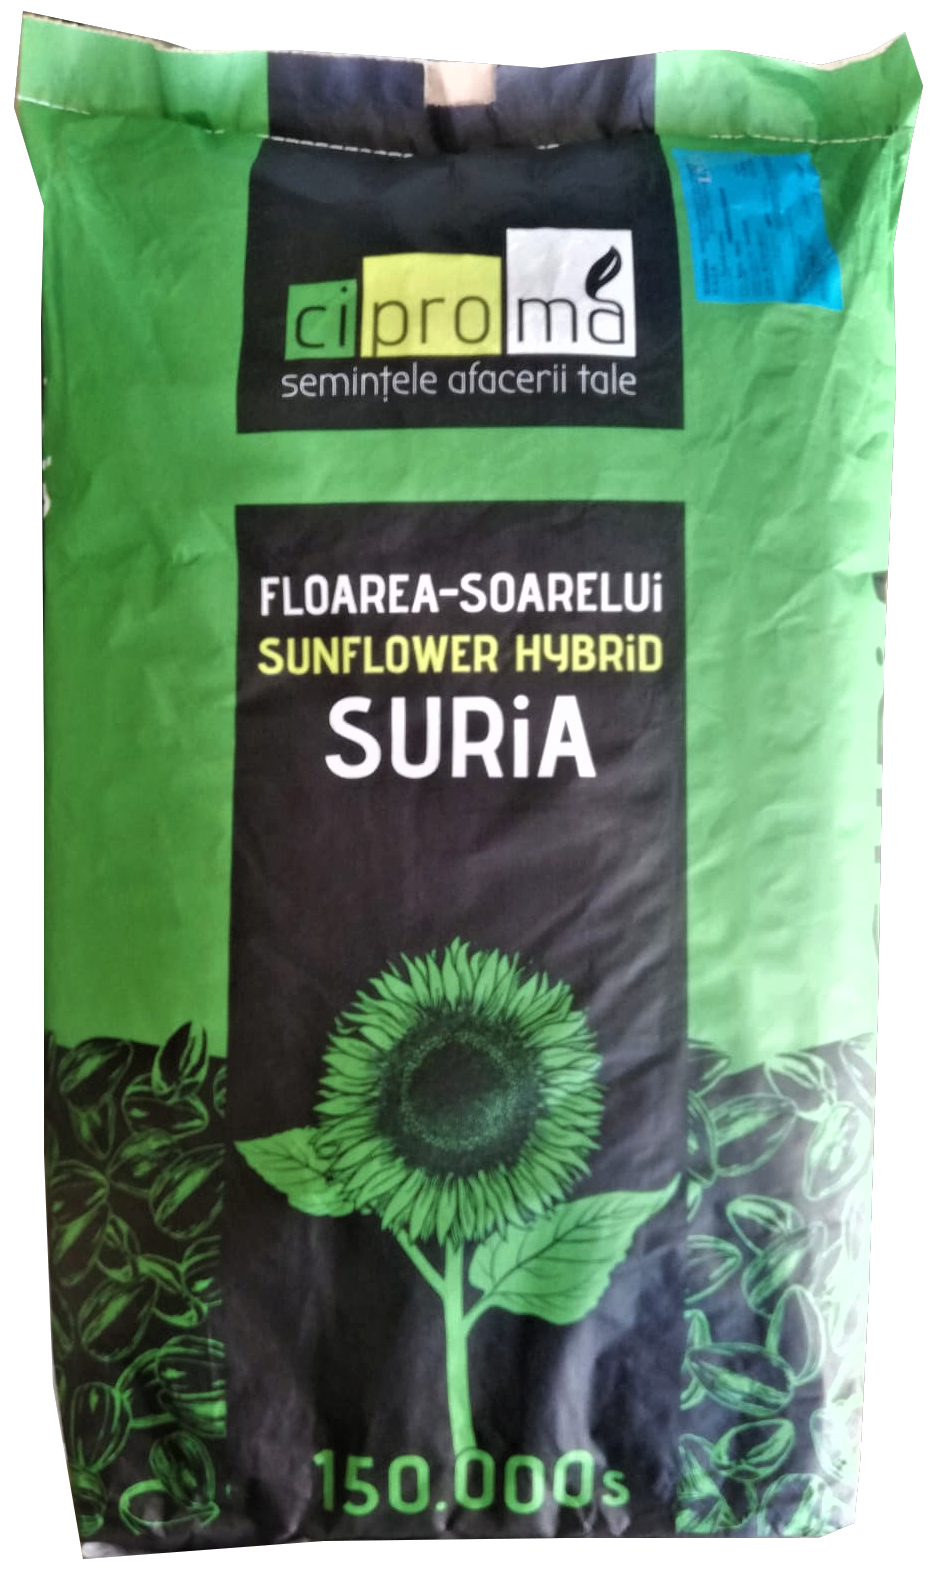 ciproma
semințele afacerii tale
FLOAREA-SOARELUi
SUNFLOWER HYBRiD
SURiA
150.000s